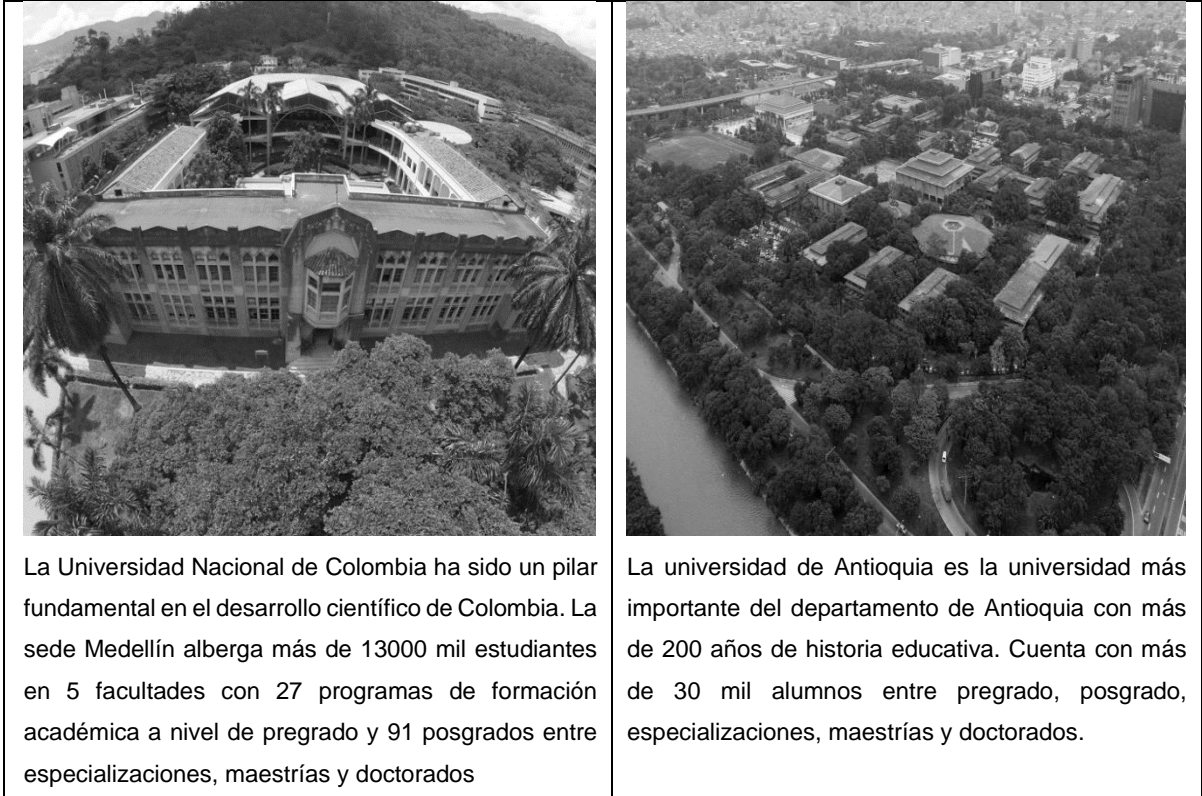 La Universidad Nacional de Colombia ha sido un pilar
fundamental en el desarrollo científico de Colombia. La
sede Medellín alberga más de 13000 mil estudiantes
en 5 facultades con 27 programas de formación
académica a nivel de pregrado y 91 posgrados entre
especializaciones, maestrías y doctorados
La universidad de Antioquia es la universidad más
importante del departamento de Antioquia con más
de 200 años de historia educativa. Cuenta con más
de 30 mil alumnos entre pregrado, posgrado,
especializaciones, maestrías y doctorados.